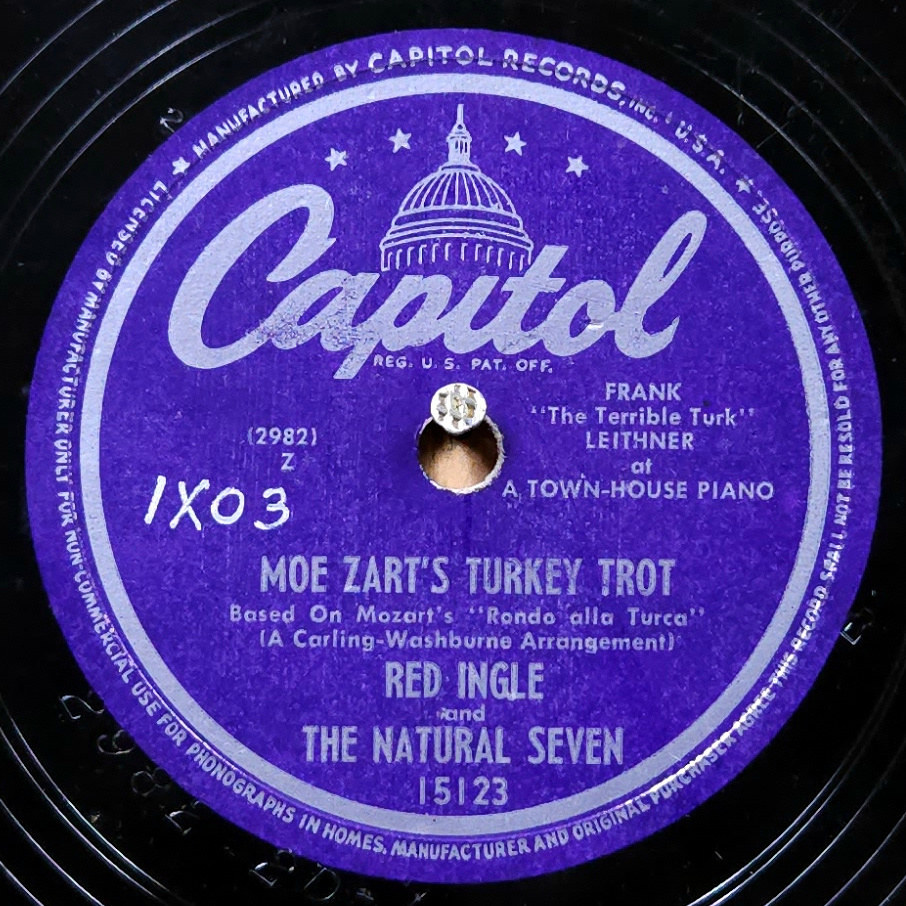 MANUFACTURED BY CAPITOL RECORDS, INC. U.S.A.
LICENSED BY MANUFACTURER ONLY FOR NON-COMMERCIAL USE FOR PHONOGRAPHS IN HOMES. MANUFACTURER AND ORIGINAL PURCHASER AGREE THIS RECORD SHALL NOT BE RESOLD FOR ANY OTHER PURPOSE.
Capitol
REG. U. S. PAT. OFF.
FRANK
"The Terrible Turk"
LEITHNER
at
A TOWN-HOUSE PIANO
(2982)
Z
1X03
MOE ZART'S TURKEY TROT
Based On Mozart's "Rondo alla Turca"
(A Carling-Washburne Arrangement)
RED INGLE
and
THE NATURAL SEVEN
15123